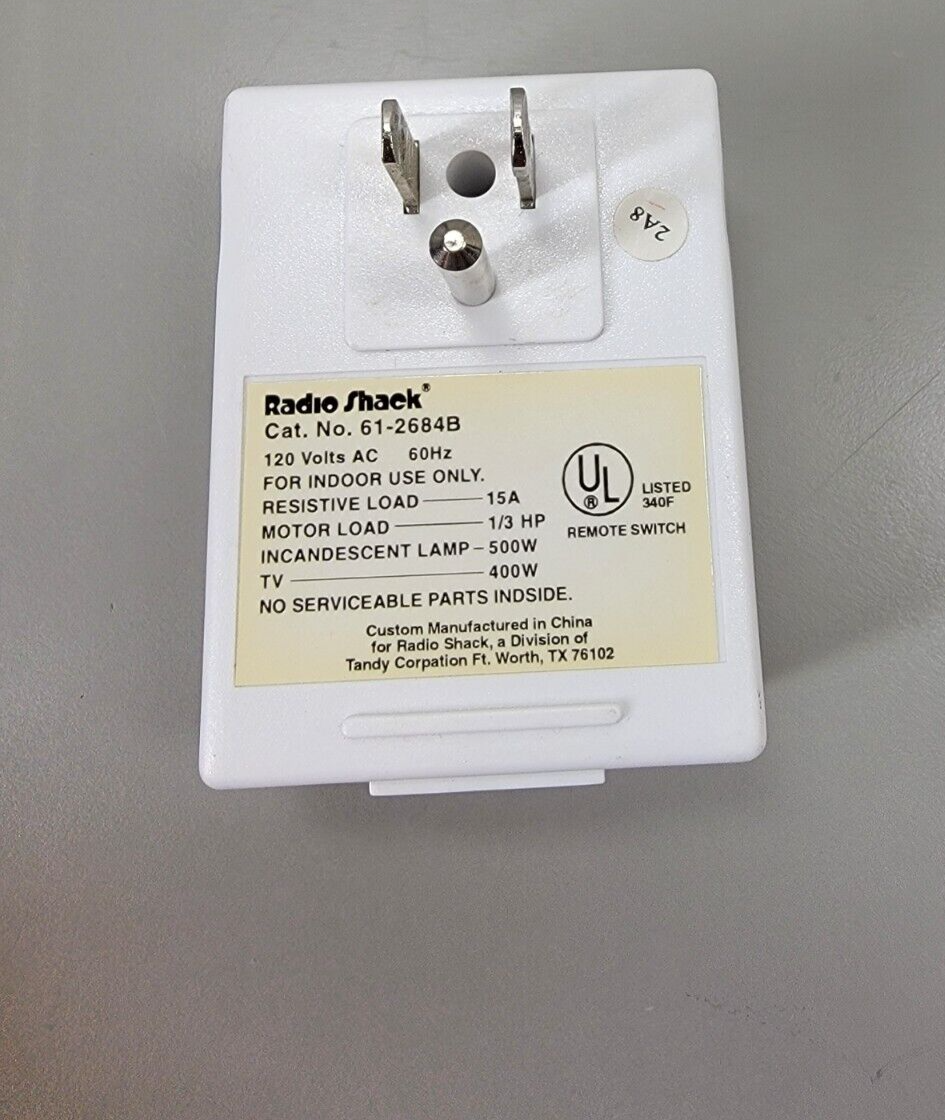 2A8
Radio Shack®
Cat. No. 61-2684B
120 Volts AC 60Hz
FOR INDOOR USE ONLY.
RESISTIVE LOAD 15A
MOTOR LOAD 1/3 HP
INCANDESCENT LAMP 500W
TV 400W
NO SERVICEABLE PARTS INDSIDE.
UL ®
LISTED
340F
REMOTE SWITCH
Custom Manufactured in China
for Radio Shack, a Division of
Tandy Corpation Ft. Worth, TX 76102